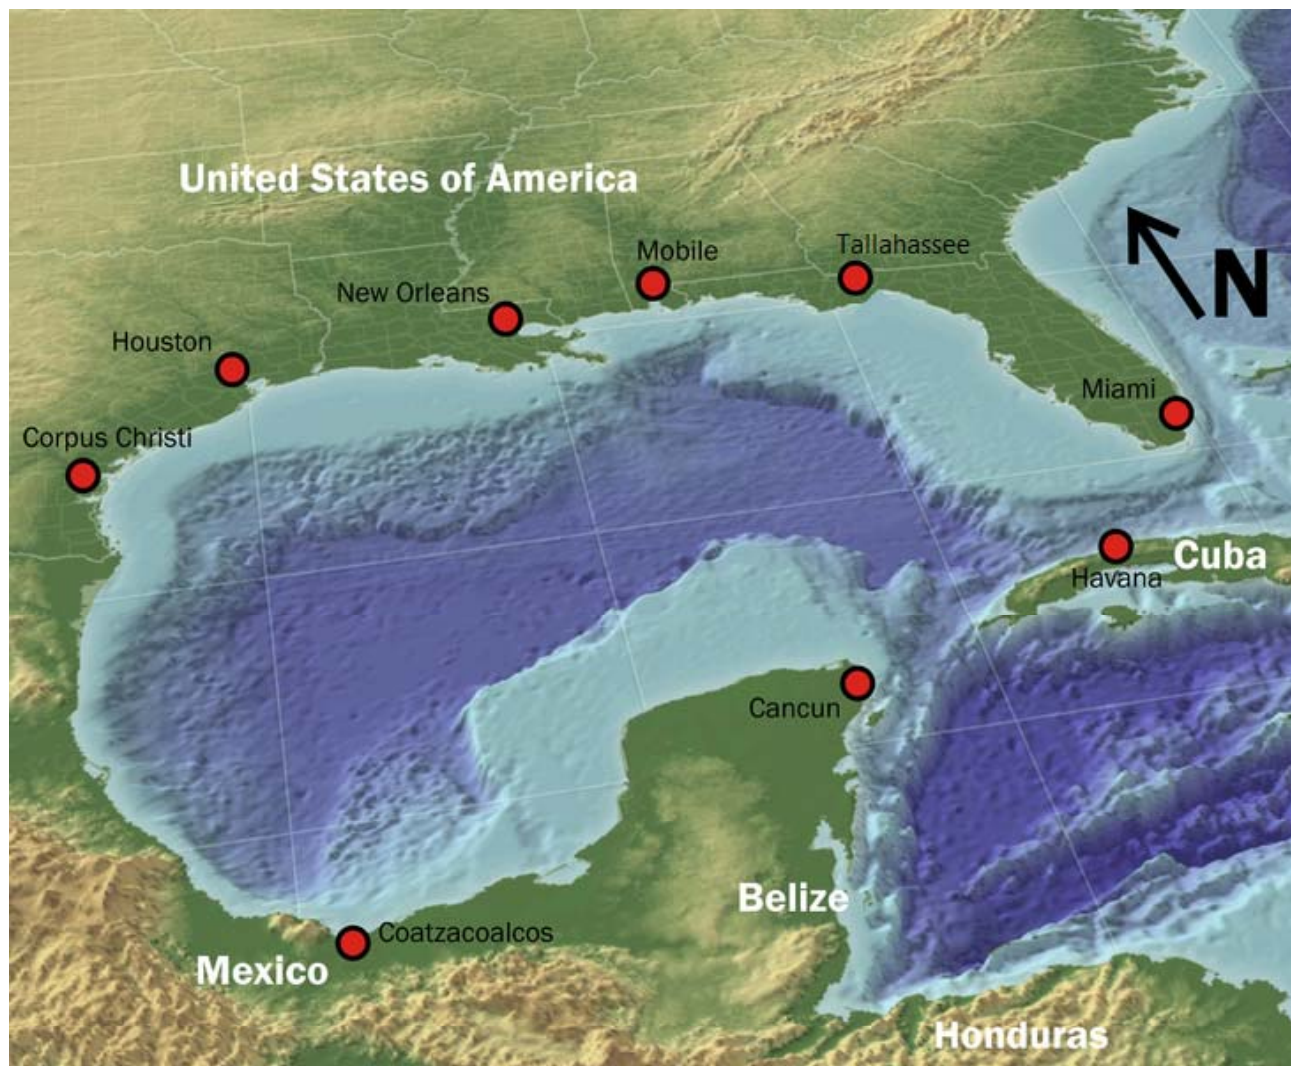 United States of America
Mobile
Tallahassee
New Orleans
N
Houston
Miami
Corpus Christi
Cuba
Havana
Cancun
Belize
Coatzacoalcos
Mexico
Honduras